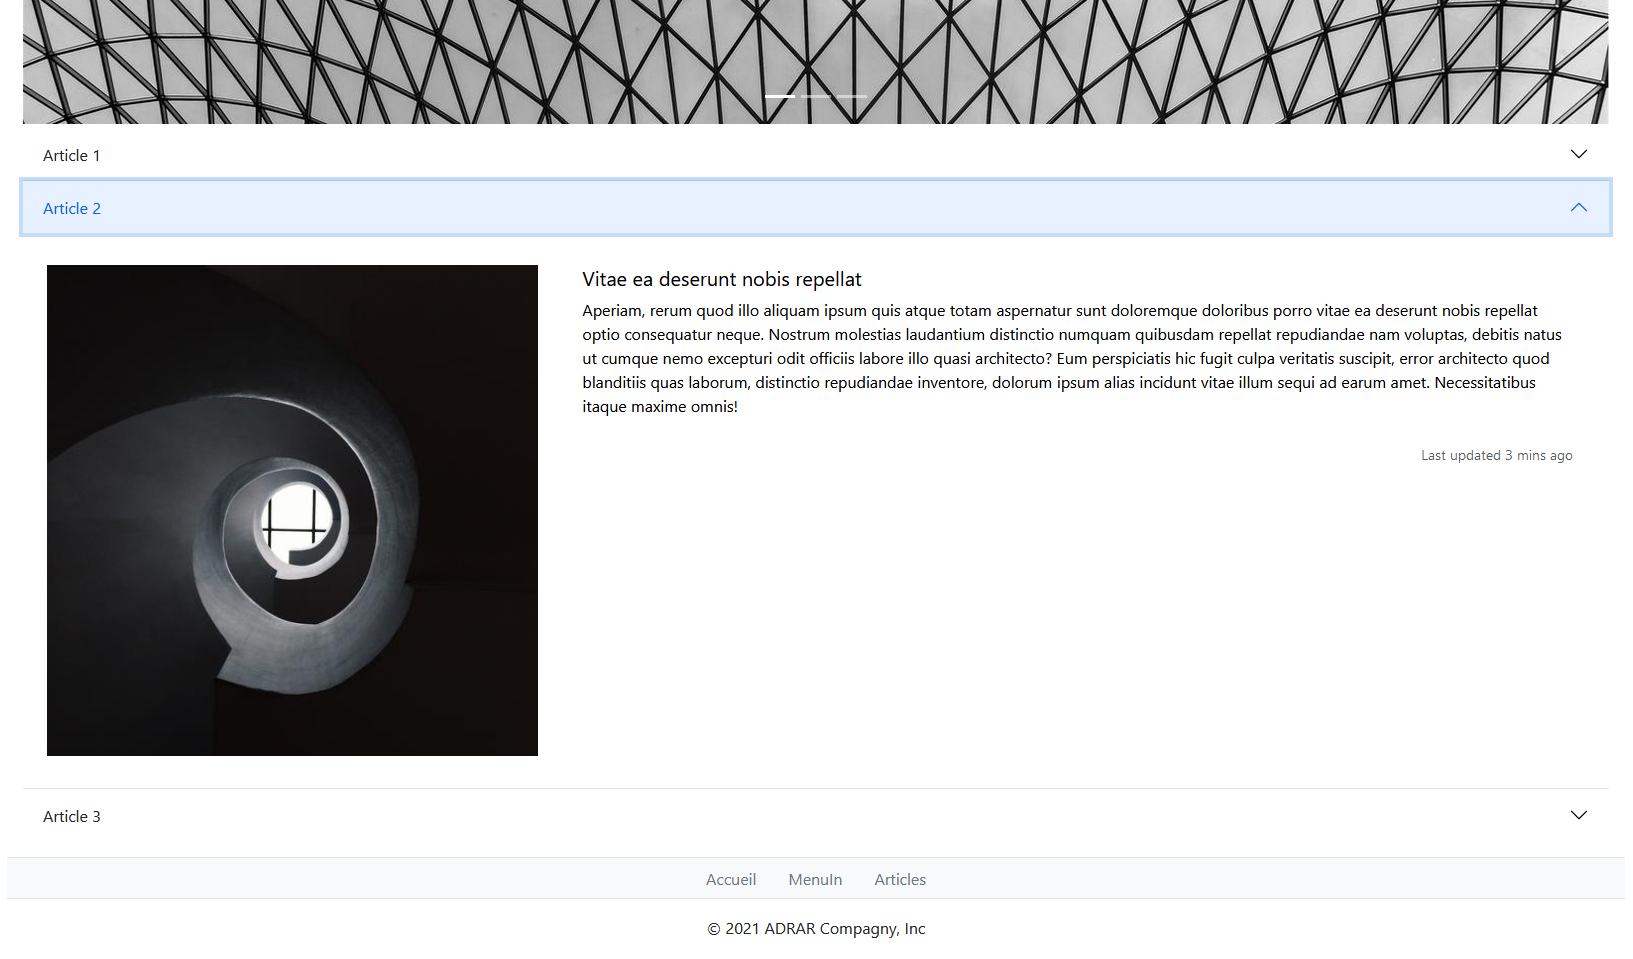 Article 1
Article 2
Vitae ea deserunt nobis repellat
Aperiam, rerum quod illo aliquam ipsum quis atque totam aspernatur sunt doloremque doloribus porro vitae ea deserunt nobis repellat
optio consequatur neque. Nostrum molestias laudantium distinctio numquam quibusdam repellat repudiandae nam voluptas, debitis natus
ut cumque nemo excepturi odit officiis labore illo quasi architecto? Eum perspiciatis hic fugit culpa veritatis suscipit, error architecto quod
blanditiis quas laborum, distinctio repudiandae inventore, dolorum ipsum alias incidunt vitae illum sequi ad earum amet. Necessitatibus
itaque maxime omnis!
Last updated 3 mins ago
Article 3
Accueil MenuIn Articles
© 2021 ADRAR Compagny, Inc